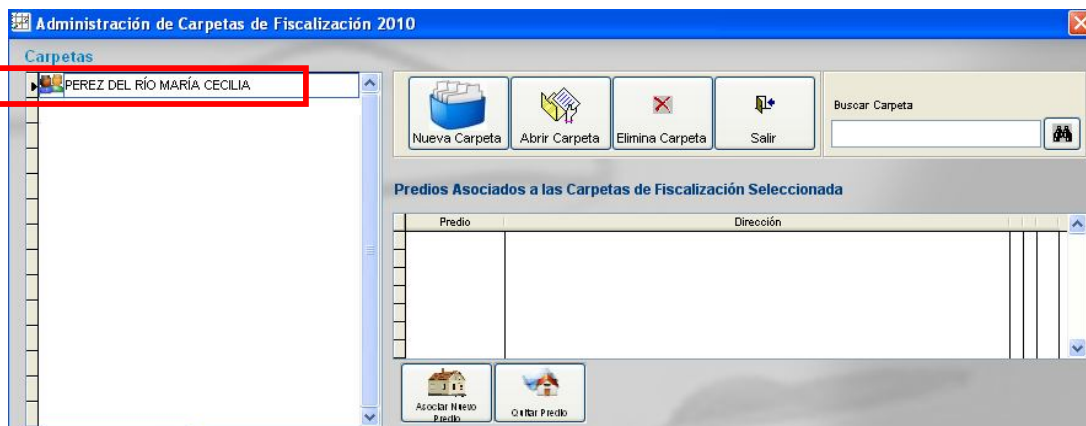 Administración de Carpetas de Fiscalización 2010
Carpetas
PEREZ DEL RÍO MARÍA CECILIA
Nueva Carpeta
Abrir Carpeta
Elimina Carpeta
Salir
Buscar Carpeta
Predios Asociados a las Carpetas de Fiscalización Seleccionada
Predio Dirección
Asociar Nuevo
Predio
Quitar Predio